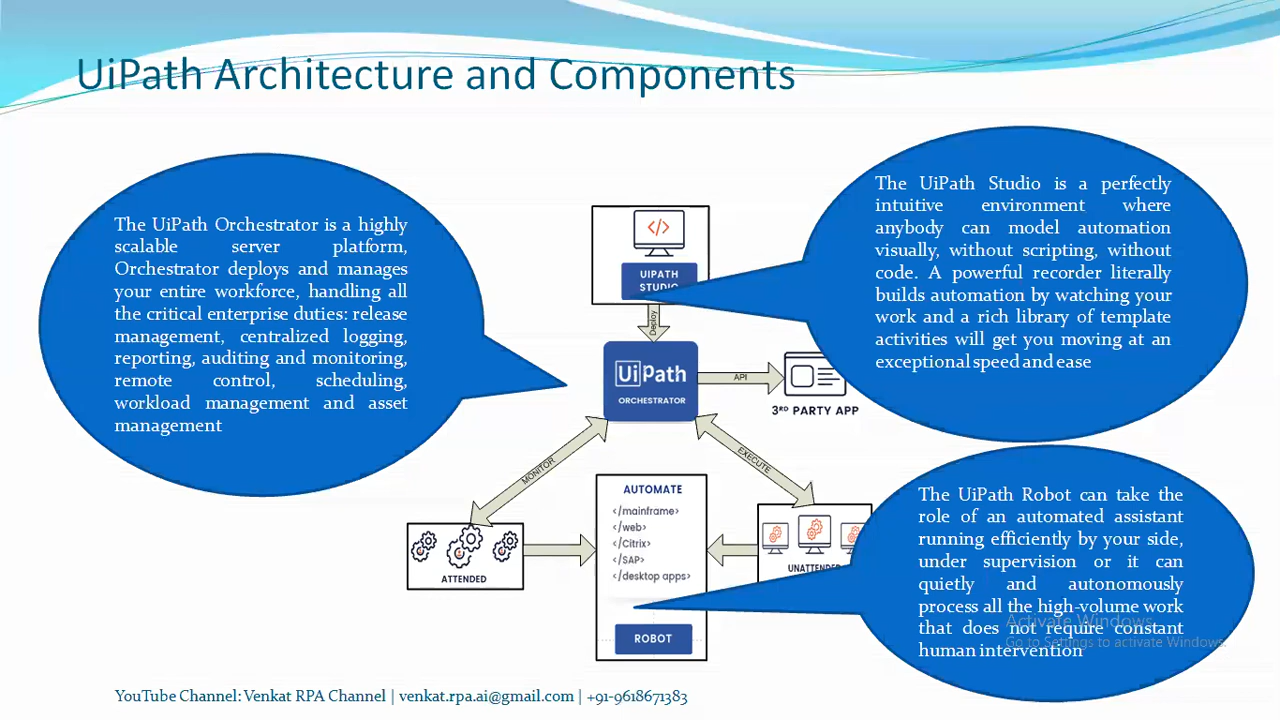 UiPath Architecture and Components
The UiPath Orchestrator is a highly
scalable server platform,
Orchestrator deploys and manages
your entire workforce, handling all
the critical enterprise duties: release
management, centralized logging,
reporting, auditing and monitoring,
remote control, scheduling,
workload management and asset
management
The UiPath Studio is a perfectly
intuitive environment where
anybody can model automation
visually, without scripting, without
code. A powerful recorder literally
builds automation by watching your
work and a rich library of template
activities will get you moving at an
exceptional speed and ease
</>
UIPATH
STUDIO
Deploy
UiPath
ORCHESTRATOR
API
3RD PARTY APP
MONITOR
EXECUTE
ATTENDED
AUTOMATE
</mainframe>
</web>
</Citrix>
</SAP>
</desktop apps>
ROBOT
UNATTENDED
The UiPath Robot can take the
role of an automated assistant
running efficiently by your side,
under supervision or it can
quietly and autonomously
process all the high-volume work
that does not require constant
human intervention
Activate Windows
Go to Settings to activate Windows.
YouTube Channel: Venkat RPA Channel | venkat.rpa.ai@gmail.com | +91-9618671383